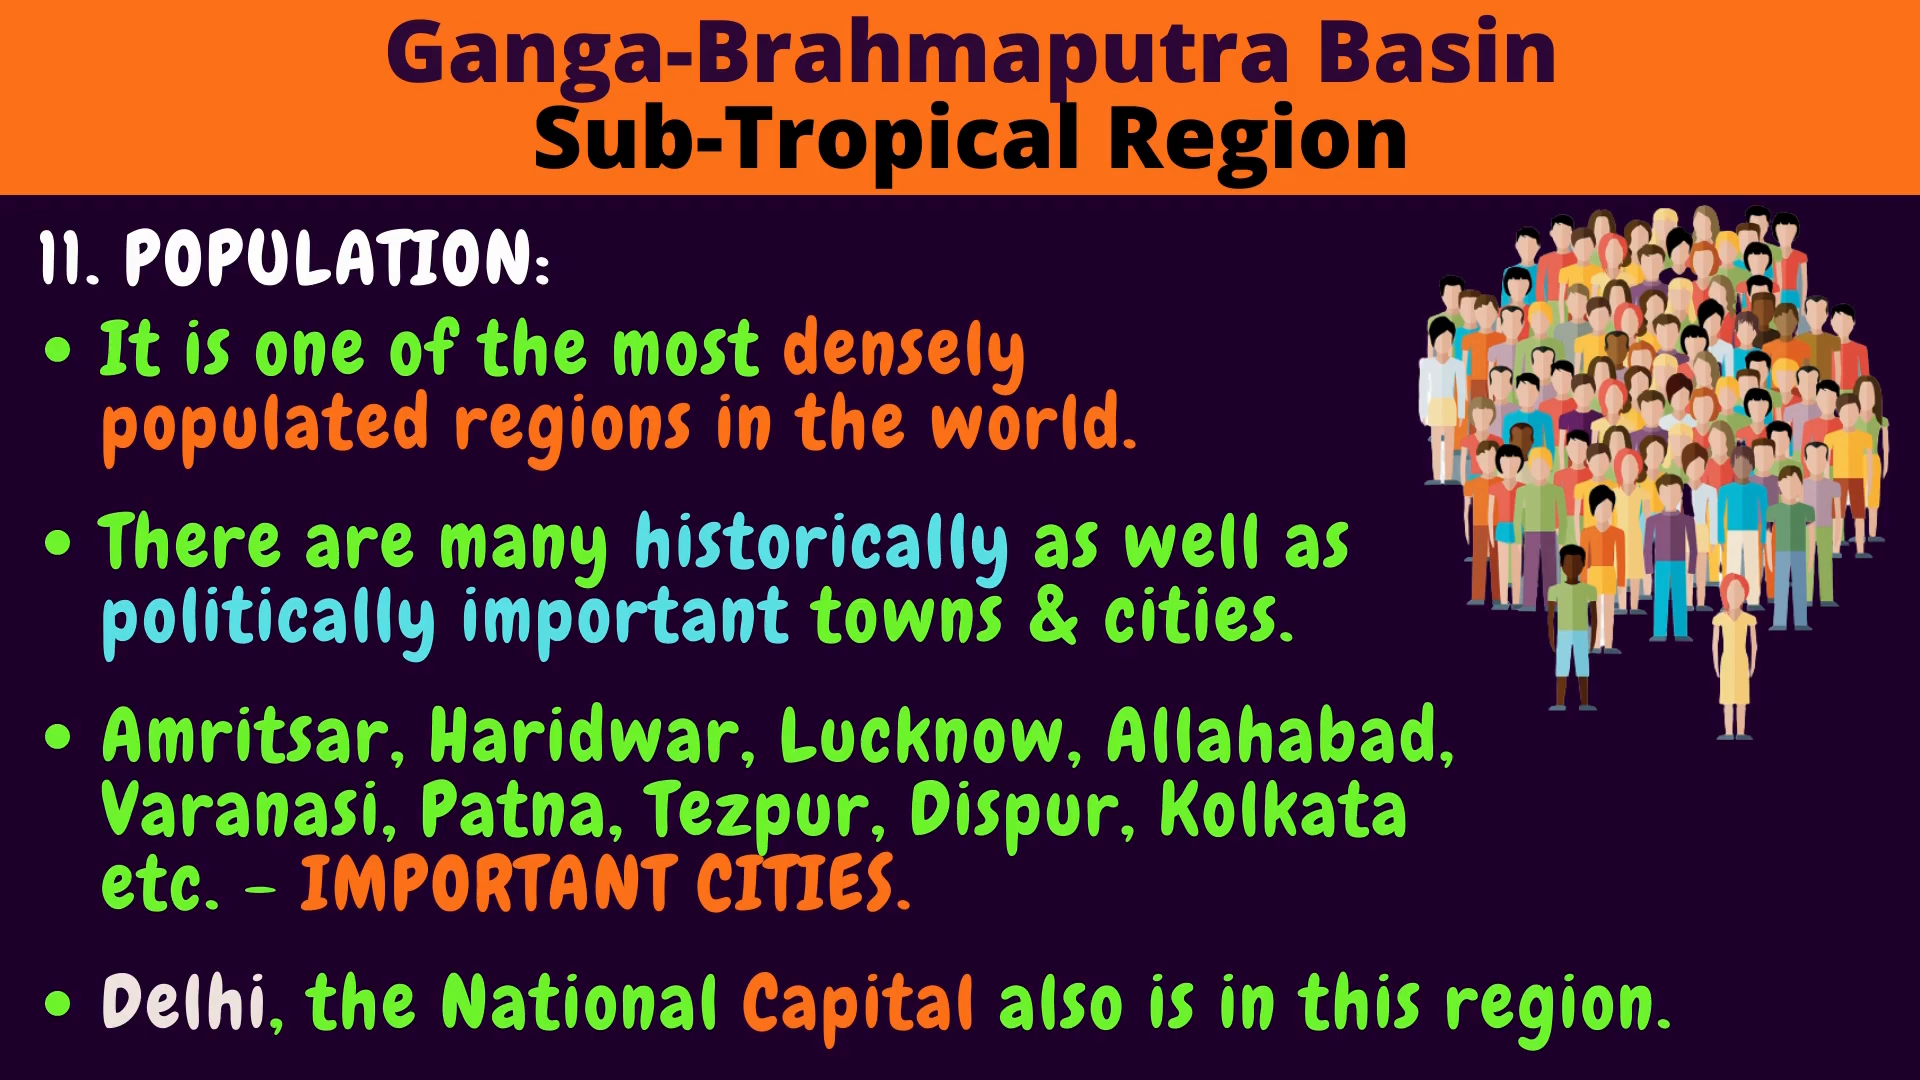 Ganga-Brahmaputra Basin
Sub-Tropical Region
11. POPULATION:
• It is one of the most densely
populated regions in the world.
• There are many historically as well as
politically important towns & cities.
• Amritsar, Haridwar, Lucknow, Allahabad,
Varanasi, Patna, Tezpur, Dispur, Kolkata
etc. – IMPORTANT CITIES.
• Delhi, the National Capital also is in this region.